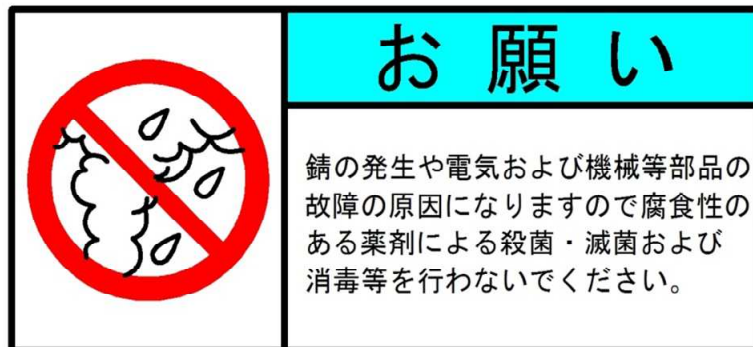 お願い
錆の発生や電気および機械等部品の
故障の原因になりますので腐食性の
ある薬剤による殺菌・滅菌および
消毒等を行わないでください。